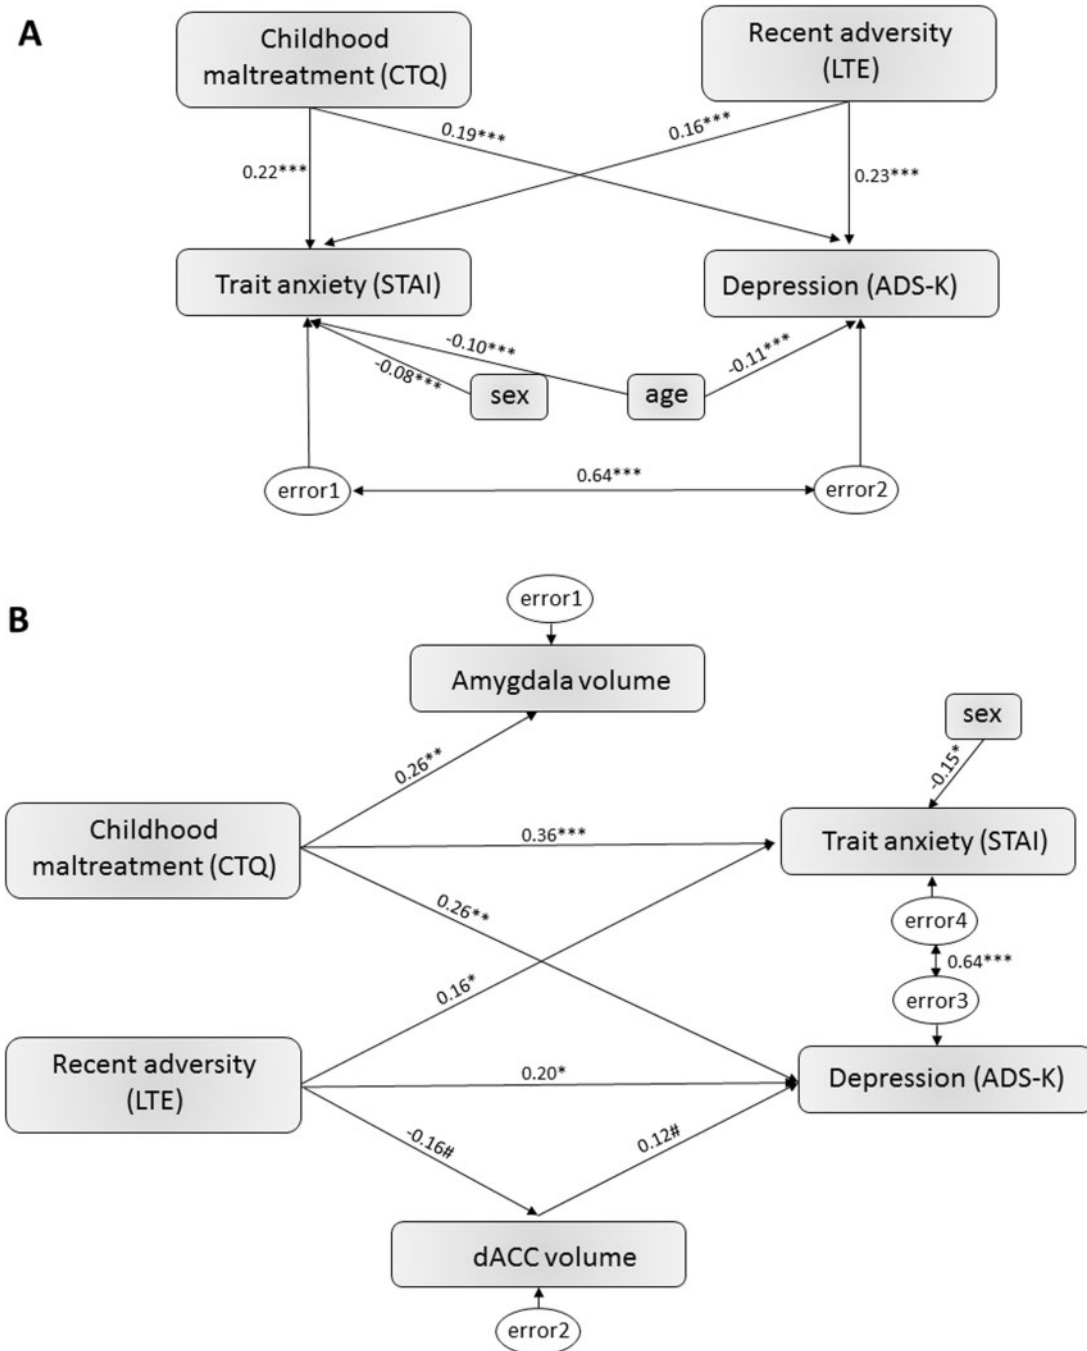 A
Childhood
maltreatment (CTQ)
Recent adversity
(LTE)
0.19***
0.16***
0.22***
0.23***
Trait anxiety (STAI)
Depression (ADS-K)
-0.10***
-0.11***
-0.08***
sex
age
error1
0.64***
error2
error1
B
Amygdala volume
sex
0.26**
-0.15*
Childhood
maltreatment (CTQ)
0.36***
Trait anxiety (STAI)
0.26**
error4
0.64***
0.16*
error3
Recent adversity
(LTE)
0.20*
Depression (ADS-K)
-0.16#
0.12#
dACC volume
error2